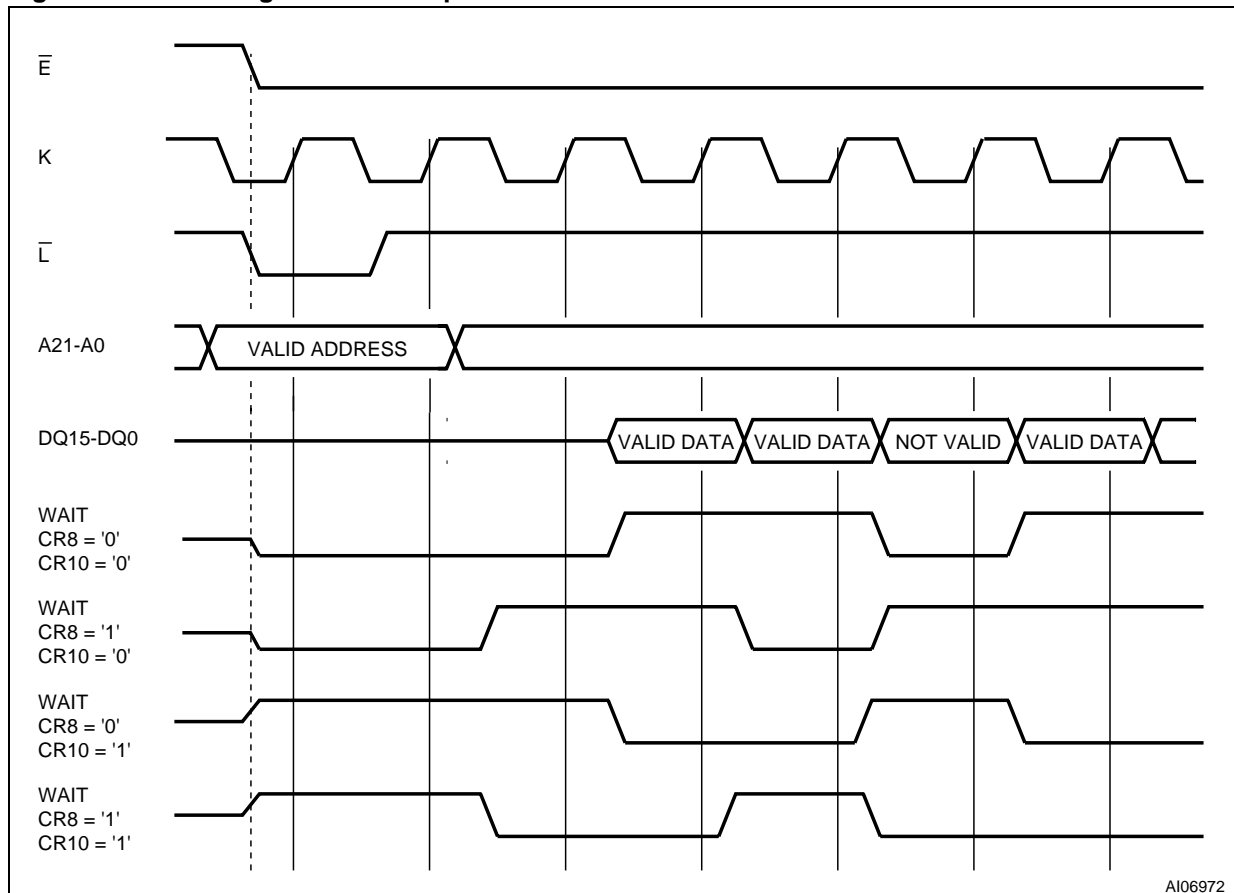 E
K
L
A21-A0
VALID ADDRESS
DQ15-DQ0
VALID DATA VALID DATA NOT VALID VALID DATA
WAIT
CR8 = '0'
CR10 = '0'
WAIT
CR8 = '1'
CR10 = '0'
WAIT
CR8 = '0'
CR10 = '1'
WAIT
CR8 = '1'
CR10 = '1'
AI06972